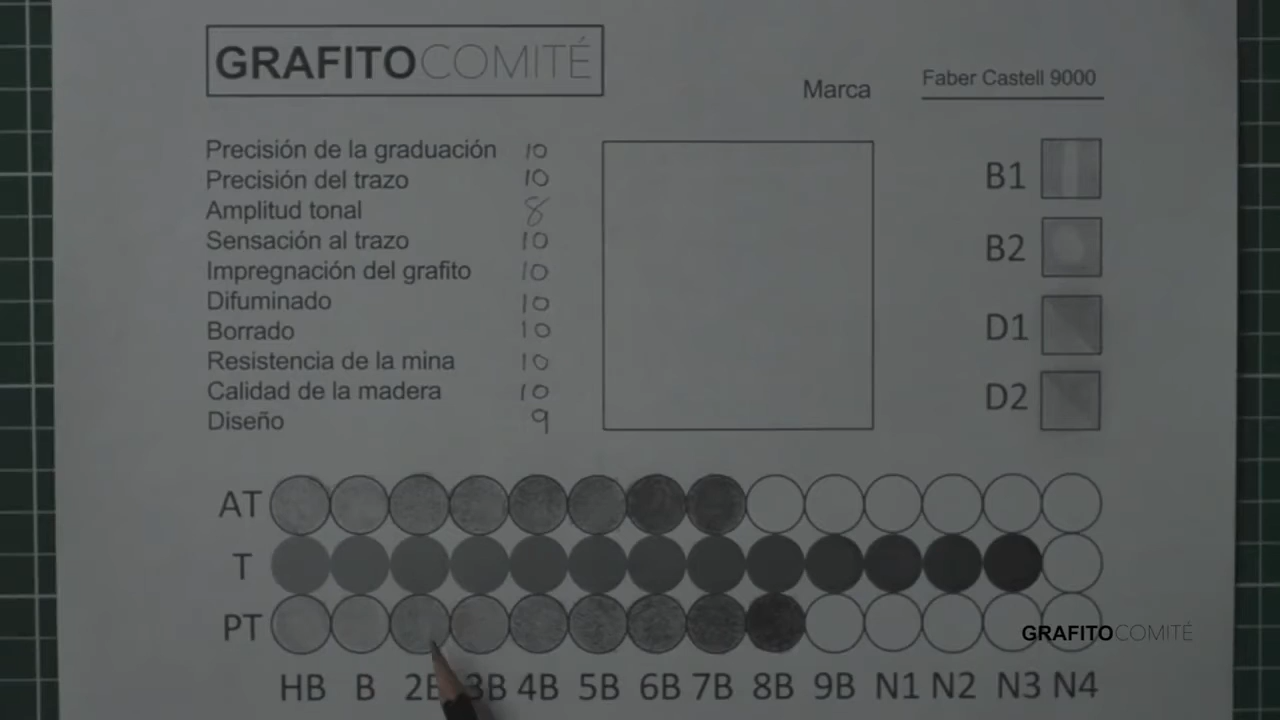 GRAFITOCOMITÉ
Marca Faber Castell 9000
Precisión de la graduación 10
Precisión del trazo 10
Amplitud tonal 8
Sensación al trazo 10
Impregnación del grafito 10
Difuminado 10
Borrado 10
Resistencia de la mina 10
Calidad de la madera 10
Diseño 9
B1
B2
D1
D2
AT
T
PT
GRAFITOCOMITÉ
HB B 2B 3B 4B 5B 6B 7B 8B 9B N1 N2 N3 N4